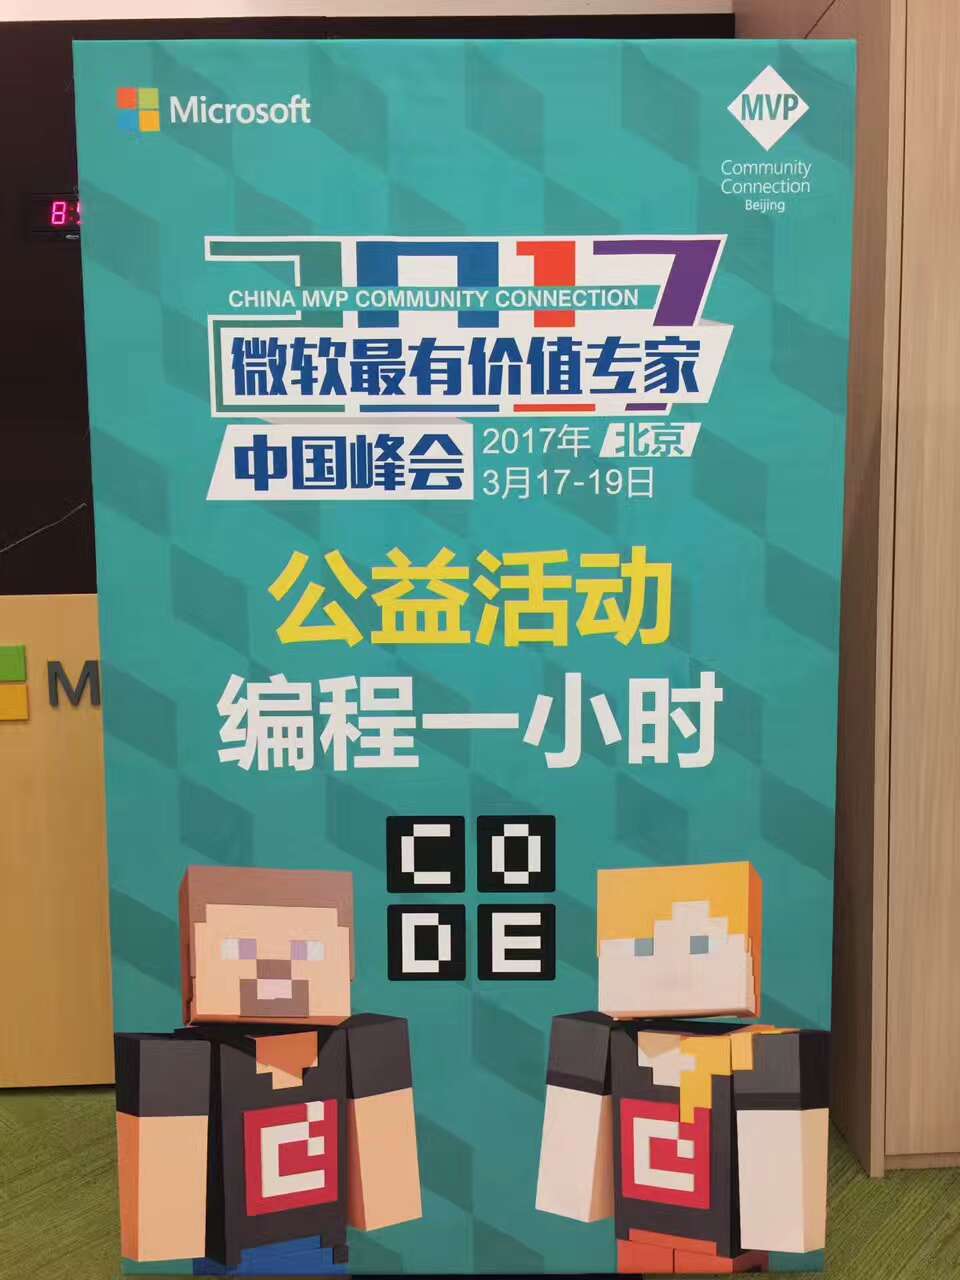 Microsoft
MVP
Community
Connection
Beijing
2017
CHINA MVP COMMUNITY CONNECTION
微软最有价值专家
中国峰会
2017年 北京
3月17-19日
公益活动
编程一小时
CO
DE
C
C
M